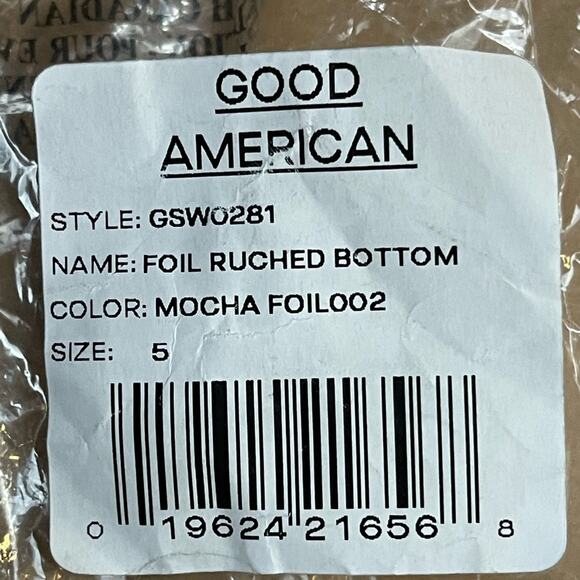 GOOD
AMERICAN
STYLE: GSW0281
NAME: FOIL RUCHED BOTTOM
COLOR: MOCHA FOIL002
SIZE: 5
0 19624 21656 8